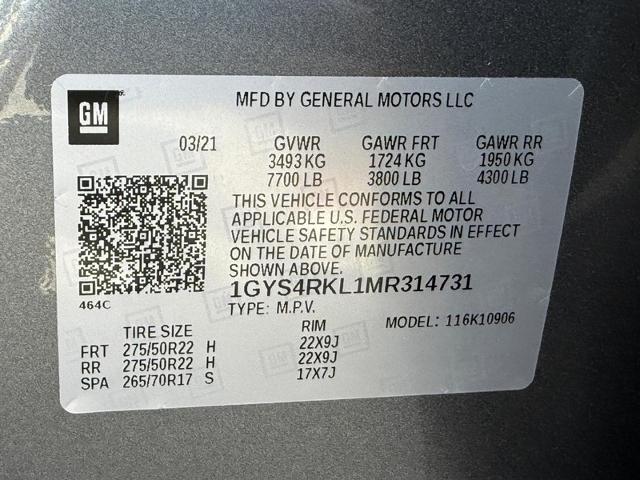 GM
MFD BY GENERAL MOTORS LLC
03/21 GVWR GAWR FRT GAWR RR
3493 KG 1724 KG 1950 KG
7700 LB 3800 LB 4300 LB
THIS VEHICLE CONFORMS TO ALL
APPLICABLE U.S. FEDERAL MOTOR
VEHICLE SAFETY STANDARDS IN EFFECT
ON THE DATE OF MANUFACTURE
SHOWN ABOVE.
464C
1GYS4RKL1MR314731
TYPE: M.P.V.
MODEL: 116K10906
TIRE SIZE RIM
FRT 275/50R22 H 22X9J
RR 275/50R22 H 22X9J
SPA 265/70R17 S 17X7J